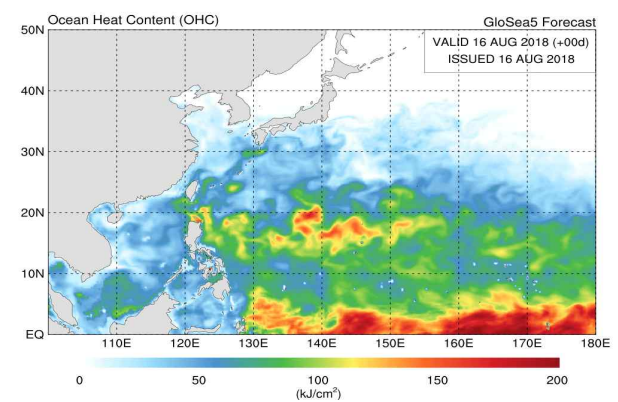 Ocean Heat Content (OHC) GloSea5 Forecast
50N
VALID 16 AUG 2018 (+00d)
ISSUED 16 AUG 2018
40N
30N
20N
10N
EQ
110E 120E 130E 140E 150E 160E 170E 180E
0 50 100 150 200
(kJ/cm²)